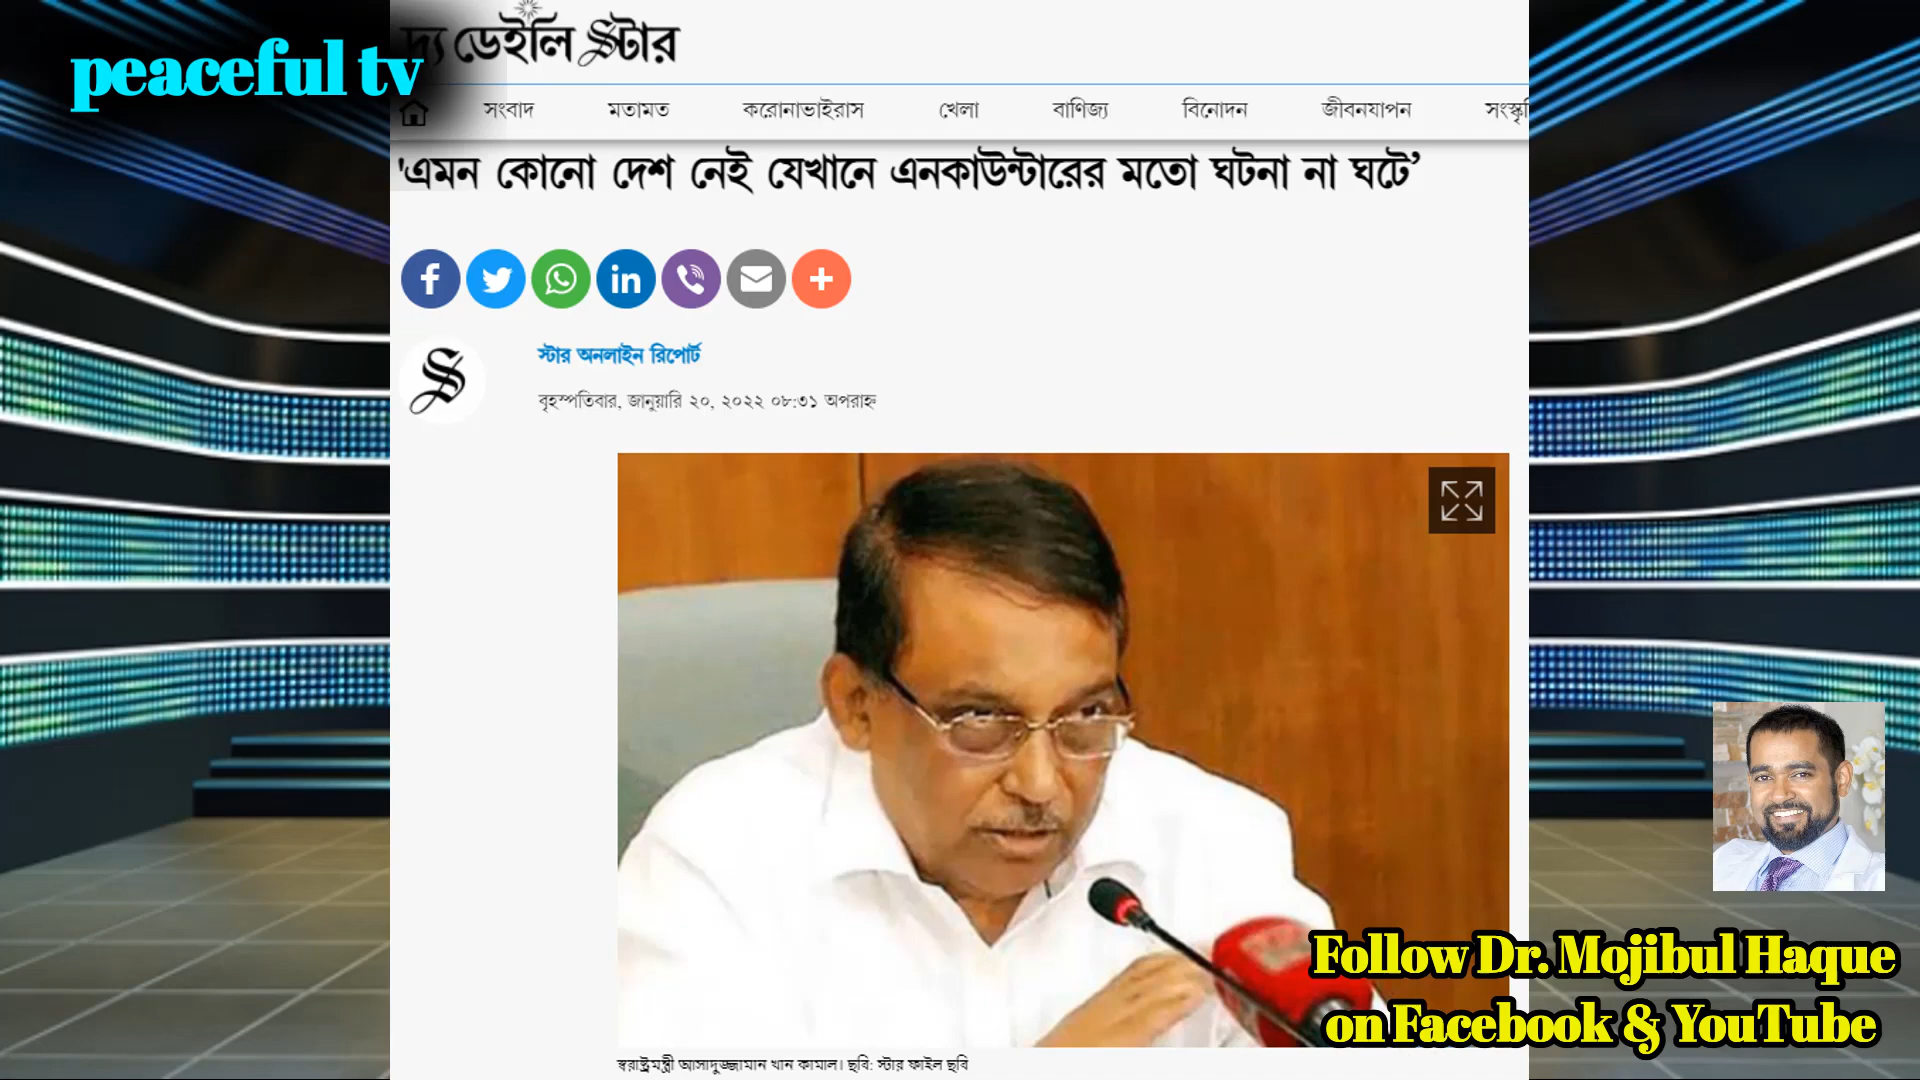 peaceful tv
দ্য ডেইলি স্টার
সংবাদ মতামত করোনাভাইরাস খেলা বাণিজ্য বিনোদন জীবনযাপন
'এমন কোনো দেশ নেই যেখানে এনকাউন্টারের মতো ঘটনা না ঘটে’
স্টার অনলাইন রিপোর্ট
বৃহস্পতিবার, জানুয়ারি ২০, ২০২২ ০৮:৩১ অপরাহ্ন
স্বরাষ্ট্রমন্ত্রী আসাদুজ্জামান খান কামাল। ছবি: স্টার ফাইল ছবি
Follow Dr. Mojibul Haque
on Facebook & YouTube